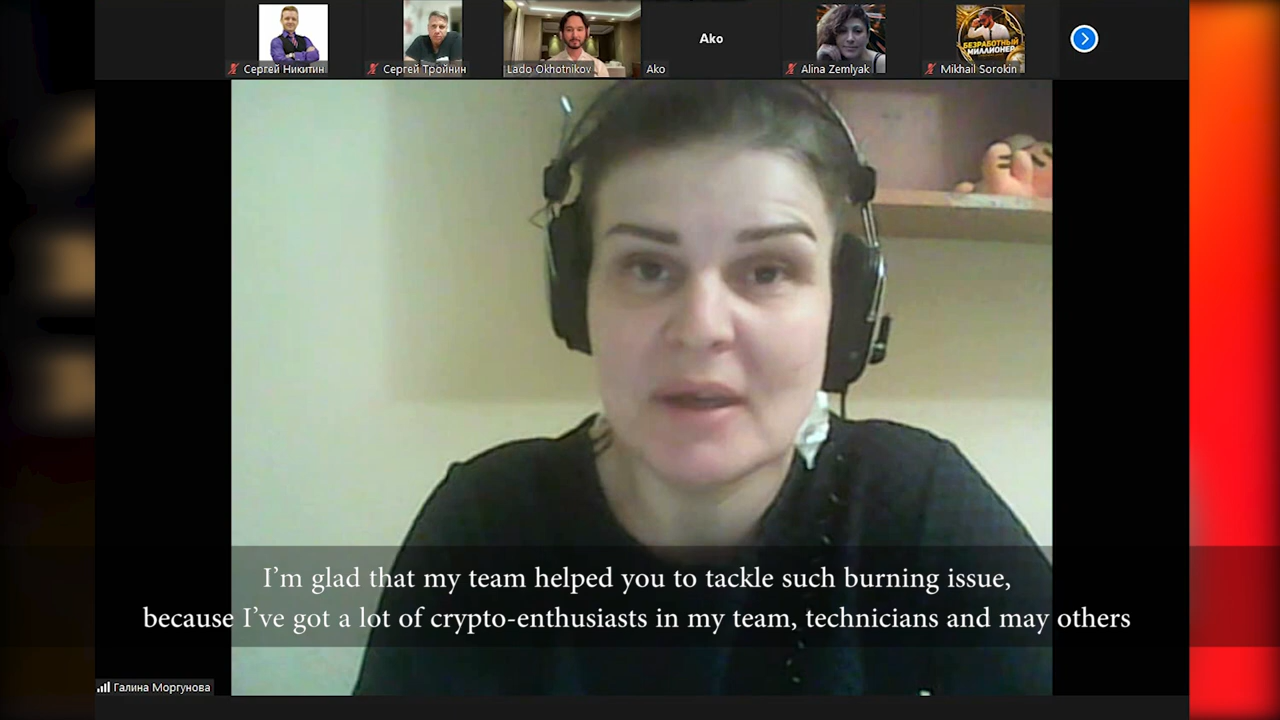 Сергей Никитин
Сергей Тройнин
Lado Okhotnikov
Ako
Ako
Alina Zemlyak
БЕЗРАБОТНЫЙ
МИЛЛИОНЕР
Mikhail Sorokin
I’m glad that my team helped you to tackle such burning issue,
because I’ve got a lot of crypto-enthusiasts in my team, technicians and may others
Галина Моргунова